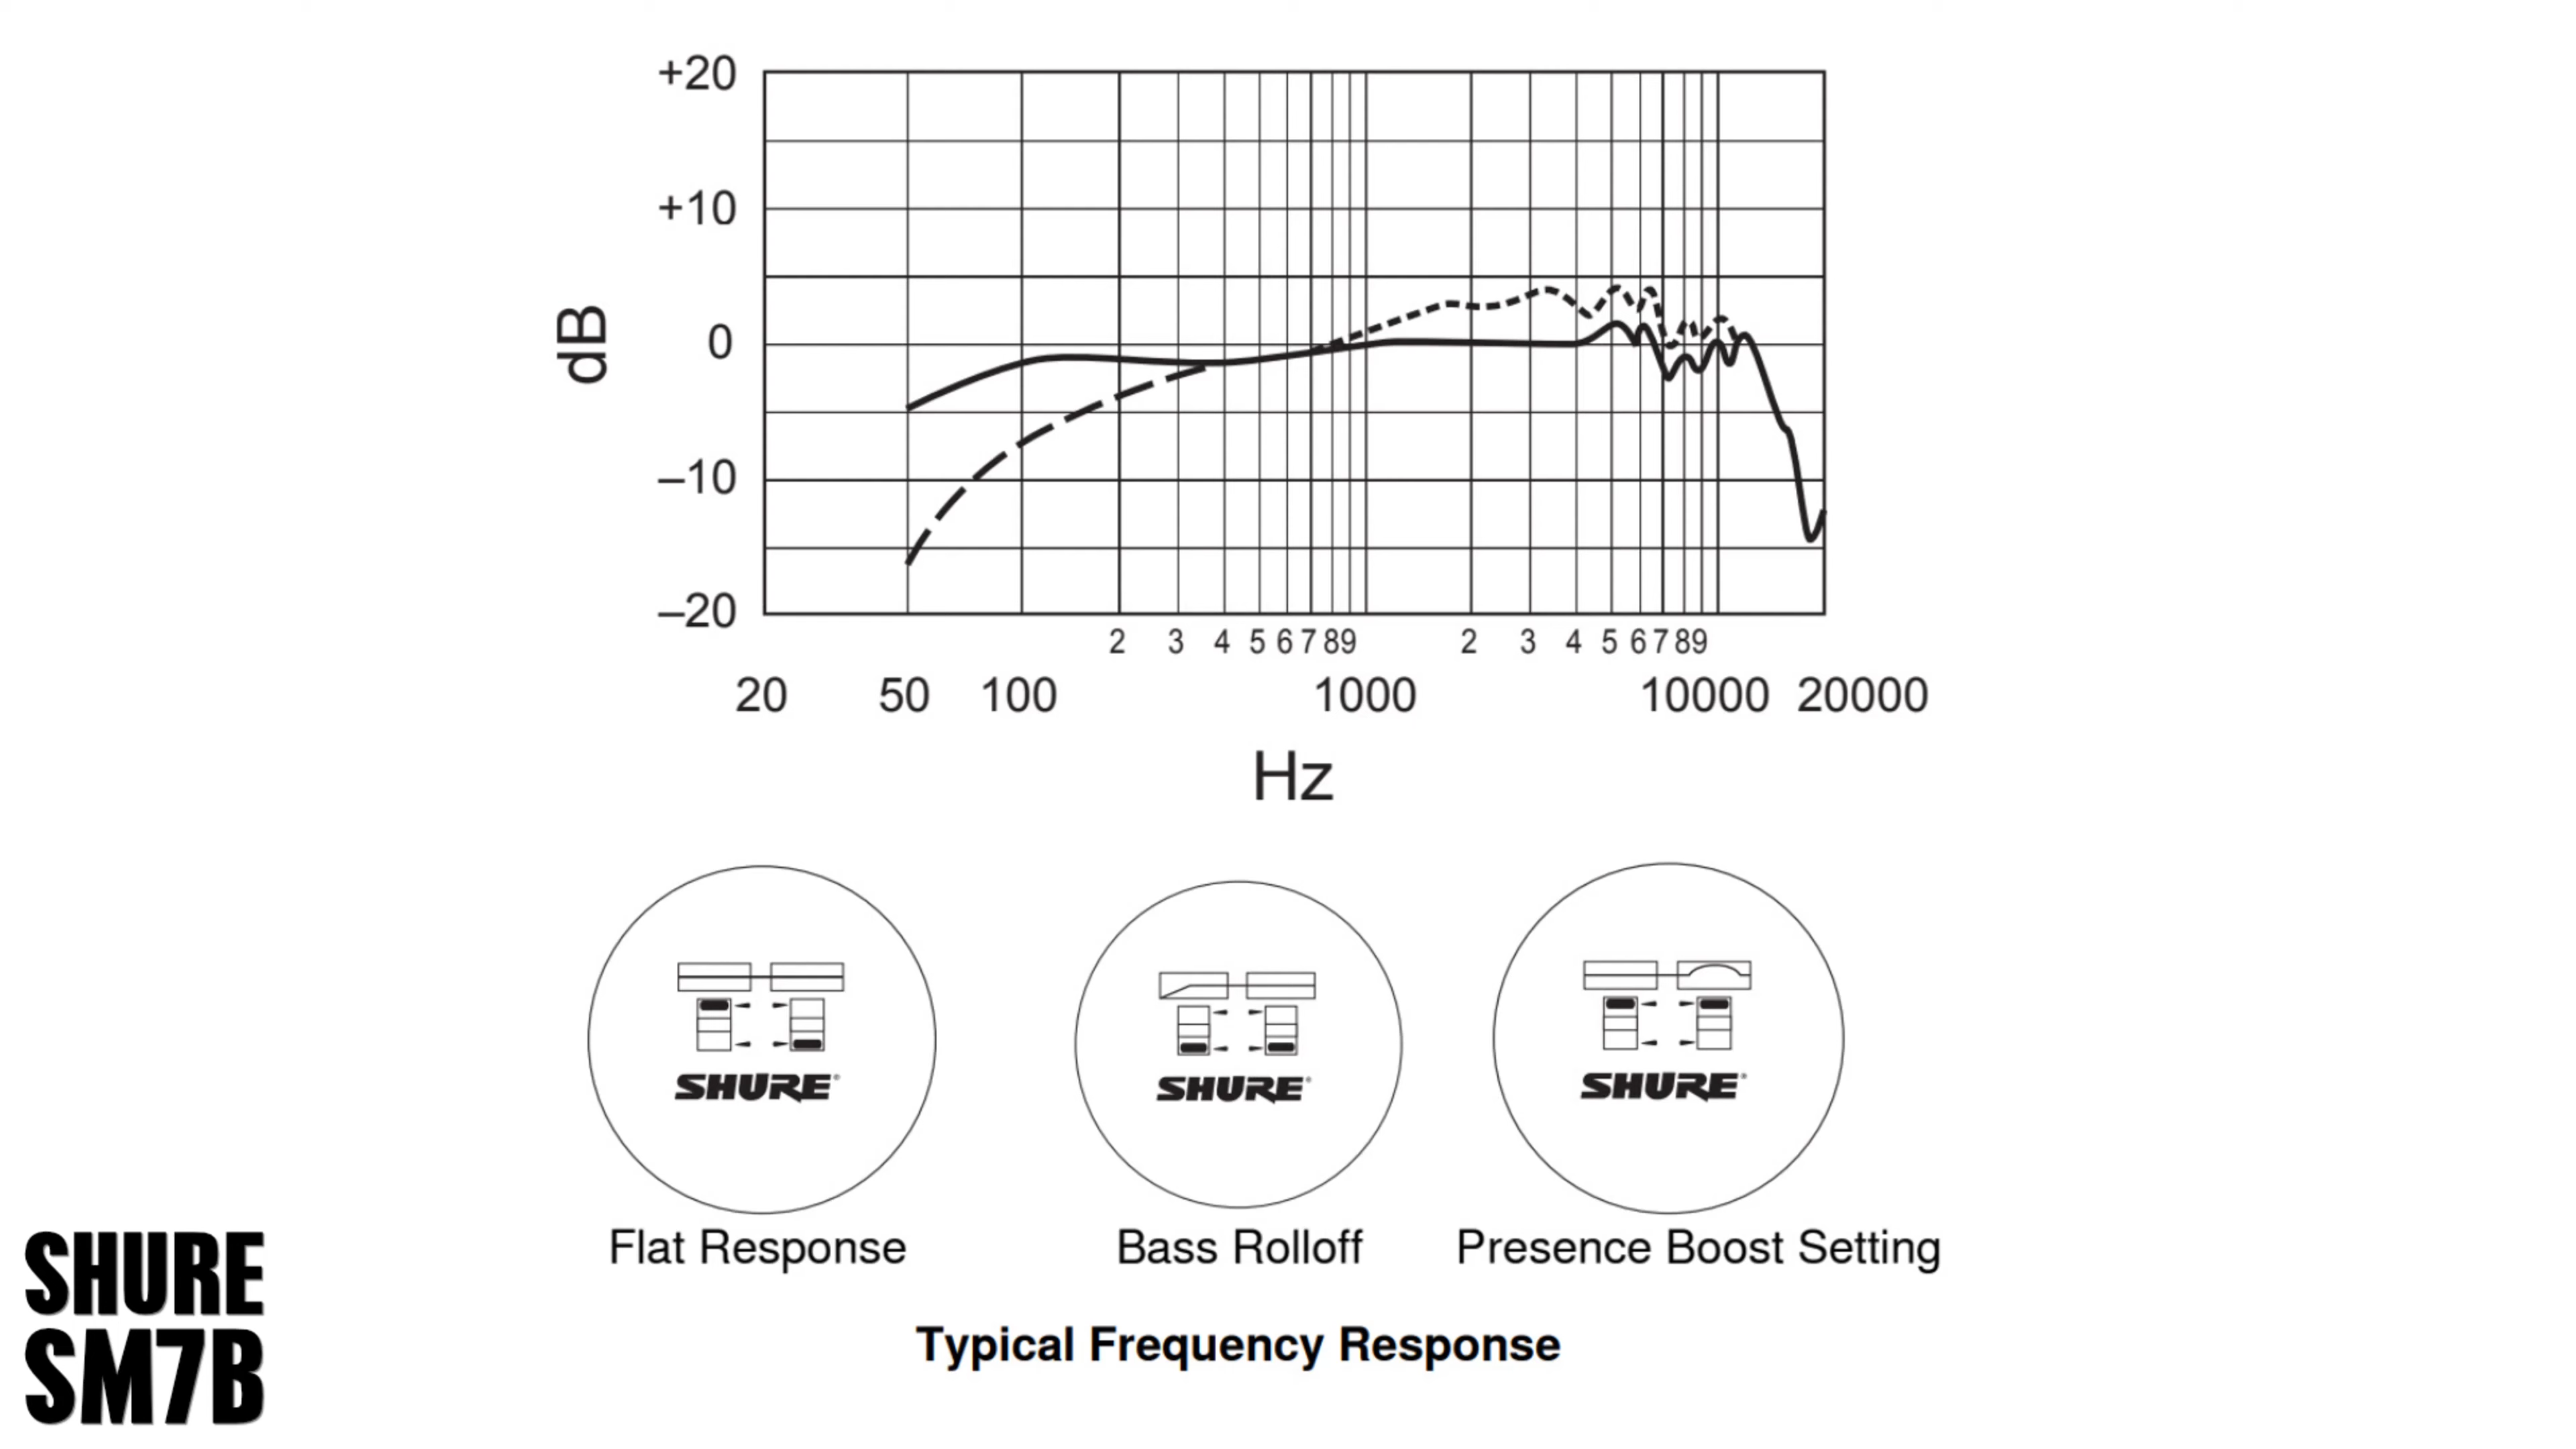 +20
+10
0
–10
–20
dB
2 3 4 5 6 7 8 9 2 3 4 5 6 7 8 9
20 50 100 1000 10000 20000
Hz
SHURE® SHURE® SHURE®
Flat Response Bass Rolloff Presence Boost Setting
Typical Frequency Response
SHURE
SM7B